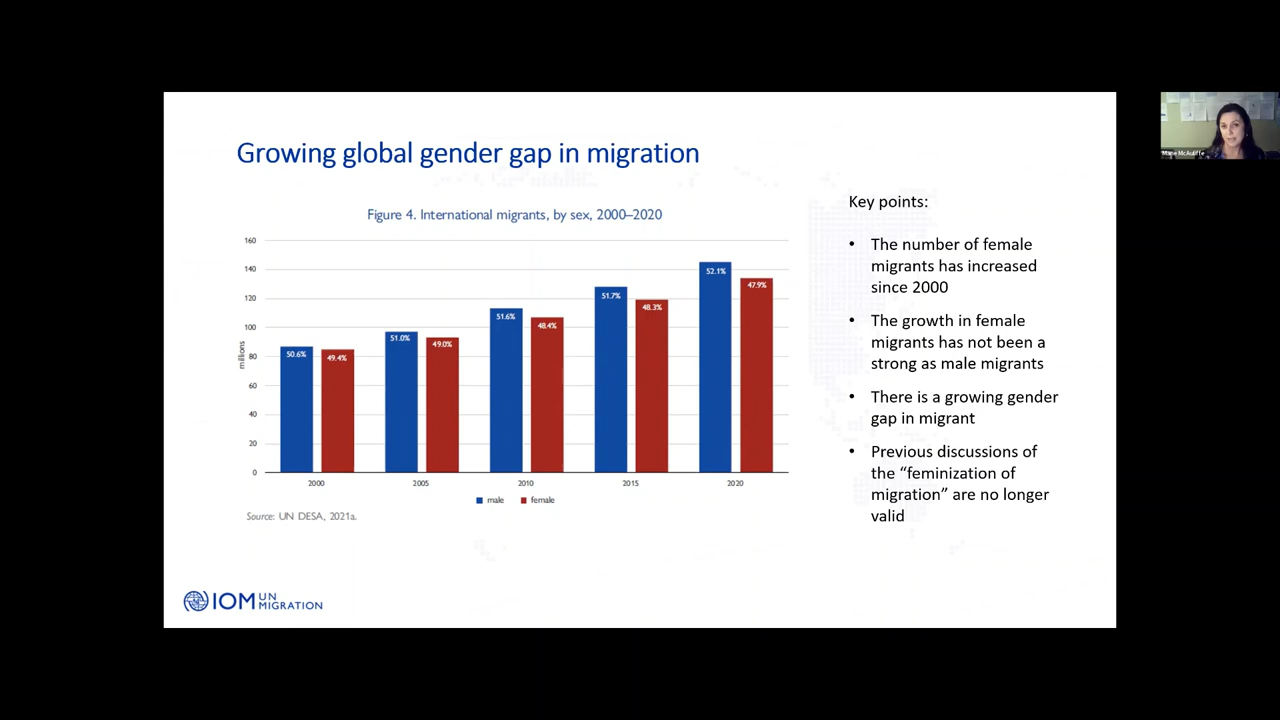 Growing global gender gap in migration
Figure 4. International migrants, by sex, 2000–2020
millions
160
140
120
100
80
60
40
20
0
50.6%
49.4%
51.0%
49.0%
51.6%
48.4%
51.7%
48.3%
52.1%
47.9%
2000
2005
2010
2015
2020
male
female
Source: UN DESA, 2021a.
Key points:
• The number of female
migrants has increased
since 2000
• The growth in female
migrants has not been a
strong as male migrants
• There is a growing gender
gap in migrant
• Previous discussions of
the “feminization of
migration” are no longer
valid
IOM UN
MIGRATION
Marie McAuliffe